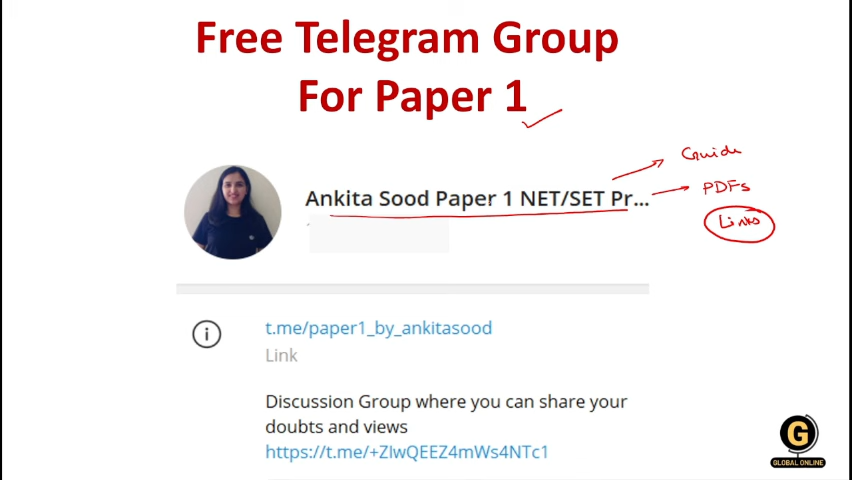 Free Telegram Group
For Paper 1
Guide
Ankita Sood Paper 1 NET/SET Pr...
PDFs
Links
t.me/paper1_by_ankitasood
Link
Discussion Group where you can share your
doubts and views
https://t.me/+ZIwQEEZ4mWs4NTc1
G
GLOBAL ONLINE